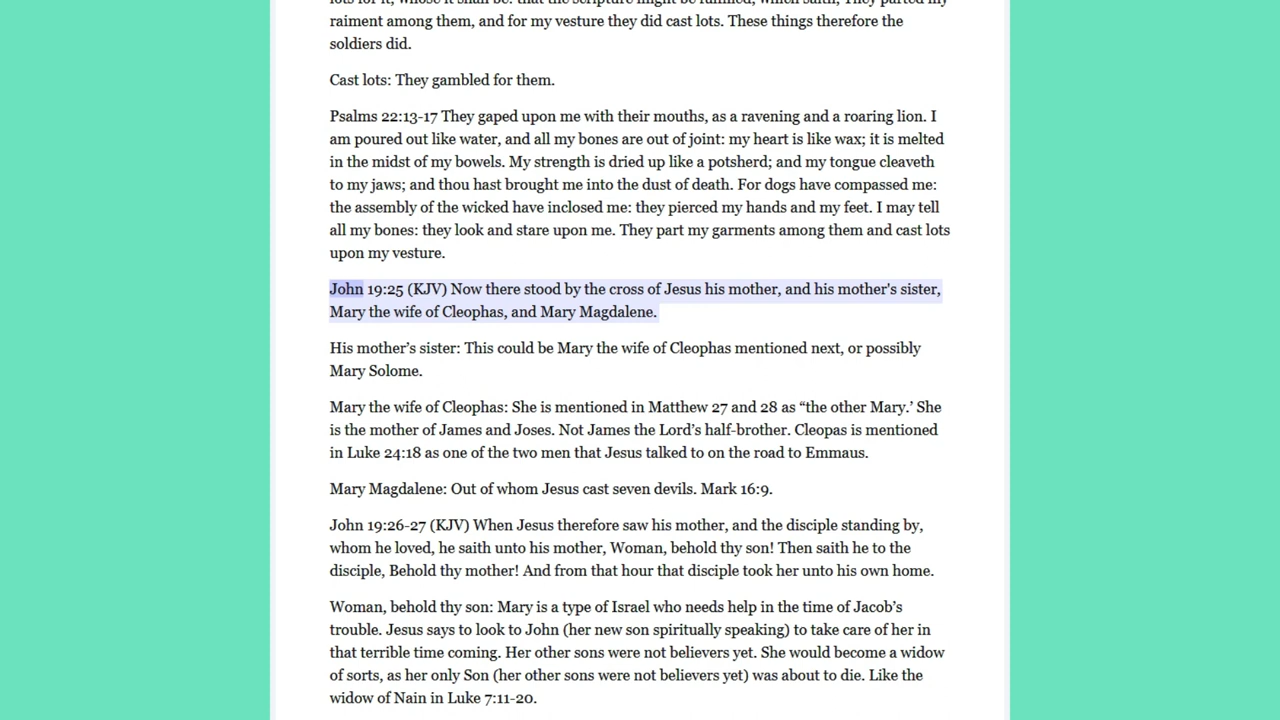 raiment among them, and for my vesture they did cast lots. These things therefore the
soldiers did.
Cast lots: They gambled for them.
Psalms 22:13-17 They gaped upon me with their mouths, as a ravening and a roaring lion. I
am poured out like water, and all my bones are out of joint: my heart is like wax; it is melted
in the midst of my bowels. My strength is dried up like a potsherd; and my tongue cleaveth
to my jaws; and thou hast brought me into the dust of death. For dogs have compassed me:
the assembly of the wicked have inclosed me: they pierced my hands and my feet. I may tell
all my bones: they look and stare upon me. They part my garments among them and cast lots
upon my vesture.
John 19:25 (KJV) Now there stood by the cross of Jesus his mother, and his mother's sister,
Mary the wife of Cleophas, and Mary Magdalene.
His mother’s sister: This could be Mary the wife of Cleophas mentioned next, or possibly
Mary Solome.
Mary the wife of Cleophas: She is mentioned in Matthew 27 and 28 as “the other Mary.’ She
is the mother of James and Joses. Not James the Lord’s half-brother. Cleopas is mentioned
in Luke 24:18 as one of the two men that Jesus talked to on the road to Emmaus.
Mary Magdalene: Out of whom Jesus cast seven devils. Mark 16:9.
John 19:26-27 (KJV) When Jesus therefore saw his mother, and the disciple standing by,
whom he loved, he saith unto his mother, Woman, behold thy son! Then saith he to the
disciple, Behold thy mother! And from that hour that disciple took her unto his own home.
Woman, behold thy son: Mary is a type of Israel who needs help in the time of Jacob’s
trouble. Jesus says to look to John (her new son spiritually speaking) to take care of her in
that terrible time coming. Her other sons were not believers yet. She would become a widow
of sorts, as her only Son (her other sons were not believers yet) was about to die. Like the
widow of Nain in Luke 7:11-20.